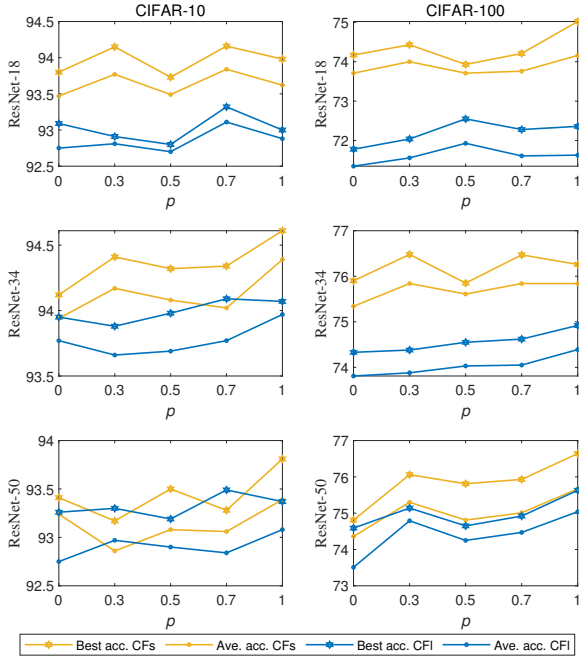 CIFAR-10
CIFAR-100
94.5
94
93.5
93
92.5
ResNet-18
0 0.3 0.5 0.7 1
p
75
74
73
72
ResNet-18
0 0.3 0.5 0.7 1
p
94.5
94
93.5
ResNet-34
0 0.3 0.5 0.7 1
p
77
76
75
74
ResNet-34
0 0.3 0.5 0.7 1
p
94
93.5
93
92.5
ResNet-50
0 0.3 0.5 0.7 1
p
77
76
75
74
73
ResNet-50
0 0.3 0.5 0.7 1
p
Best acc. CFs Ave. acc. CFs Best acc. CFI Ave. acc. CFI